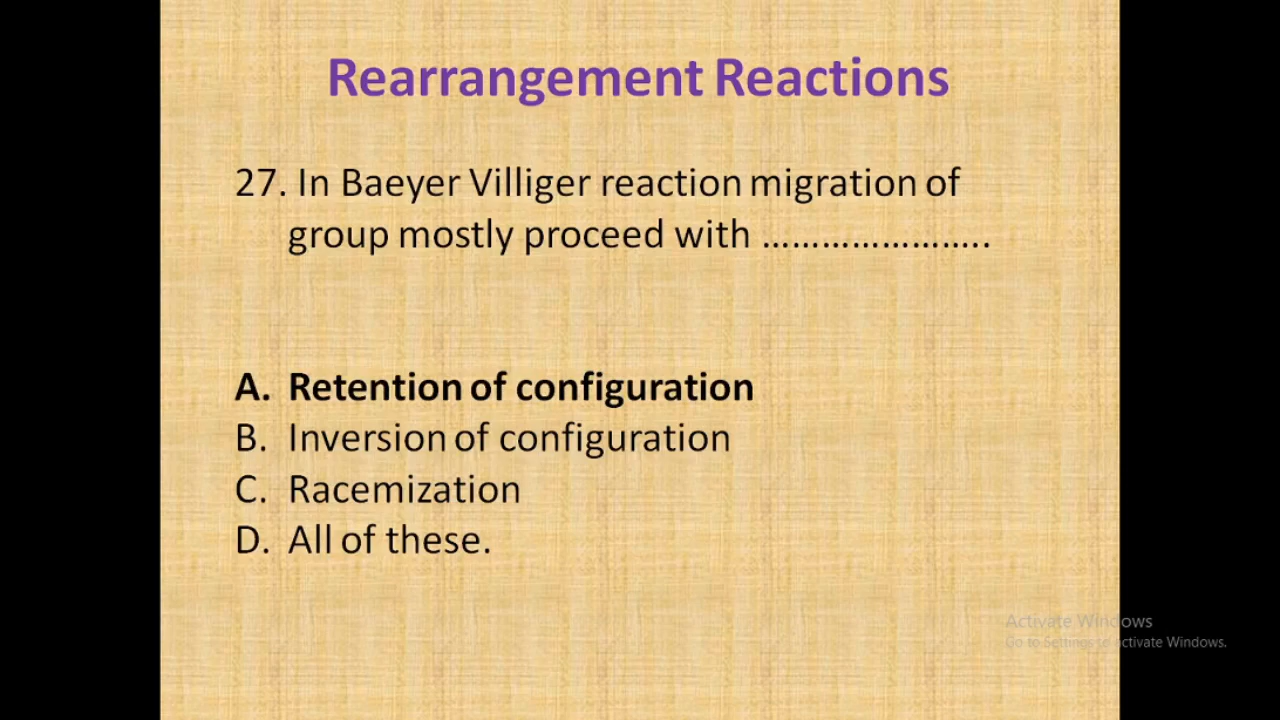 Rearrangement Reactions
27. In Baeyer Villiger reaction migration of
group mostly proceed with …………………..
A. Retention of configuration
B. Inversion of configuration
C. Racemization
D. All of these.
Activate Windows
Go to Settings to activate Windows.